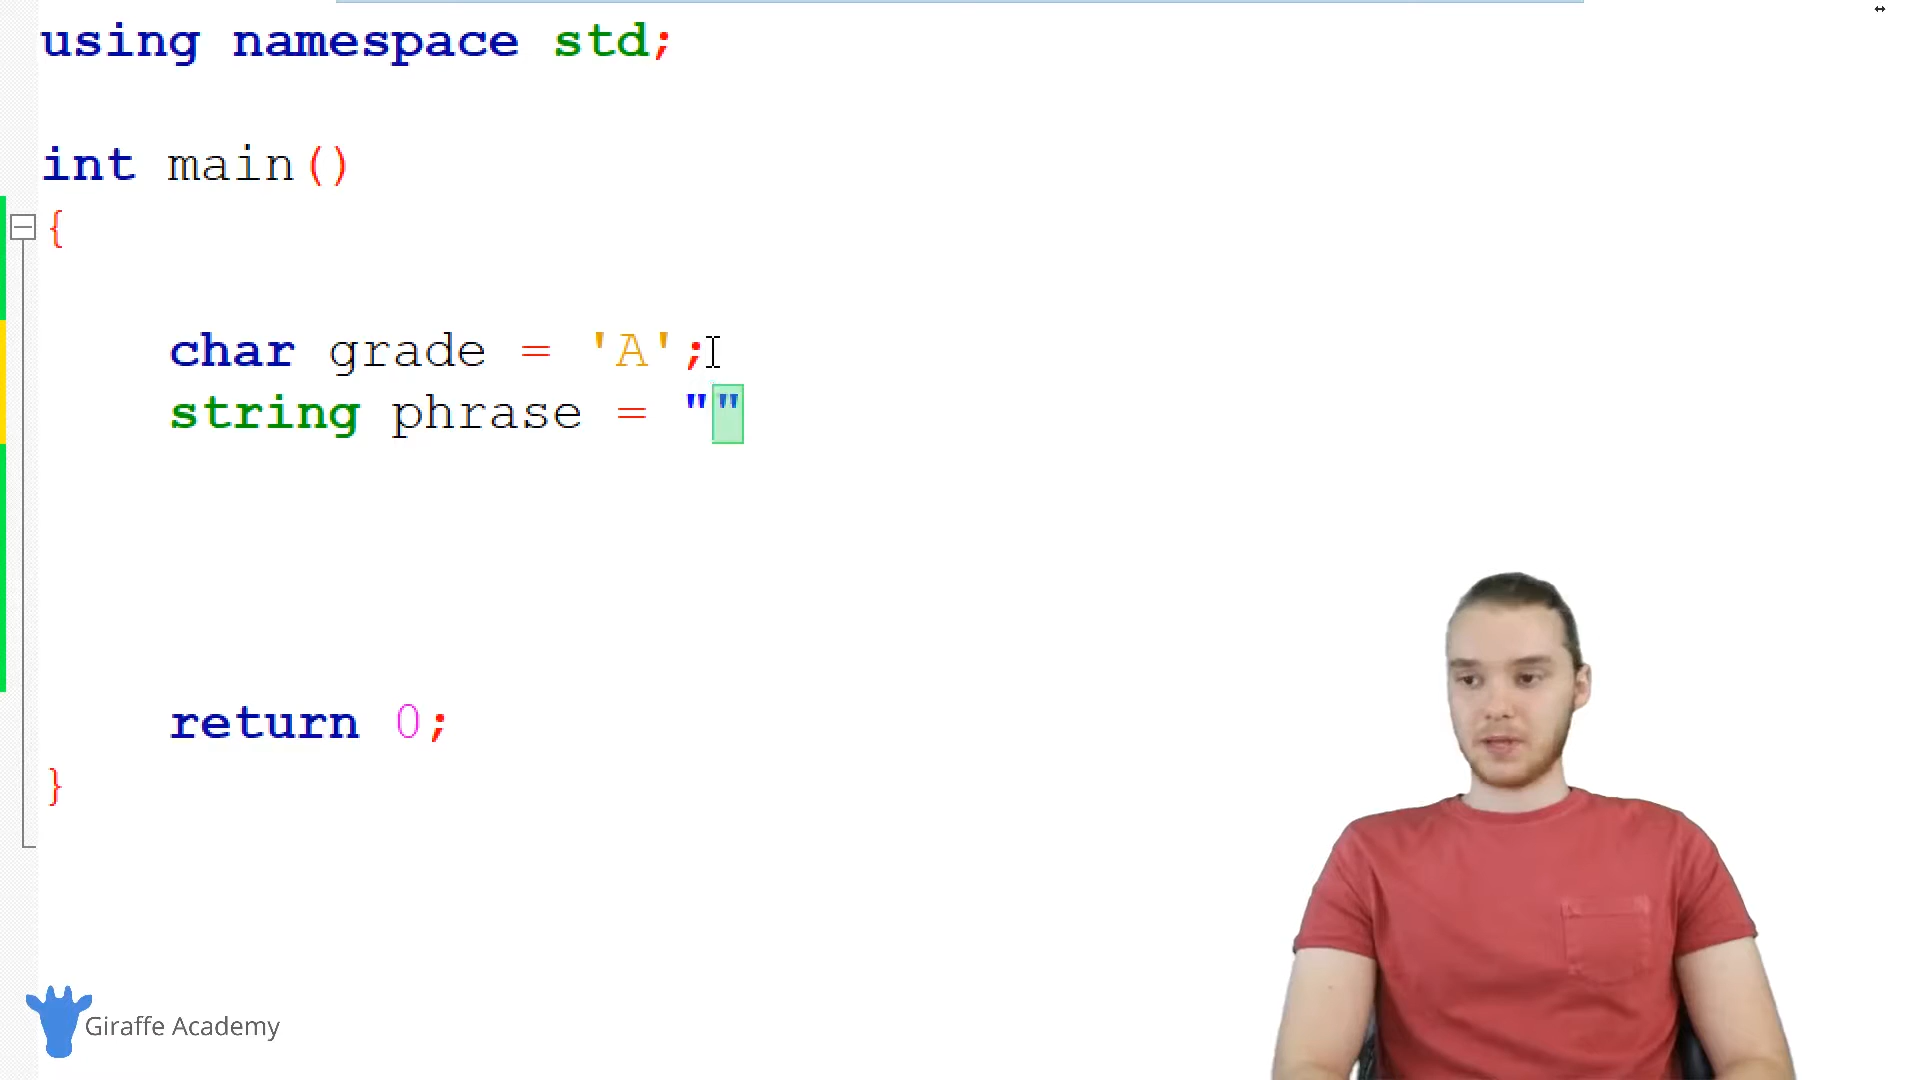 using namespace std;
int main()
{
char grade = 'A';
string phrase = ""
return 0;
}
Giraffe Academy